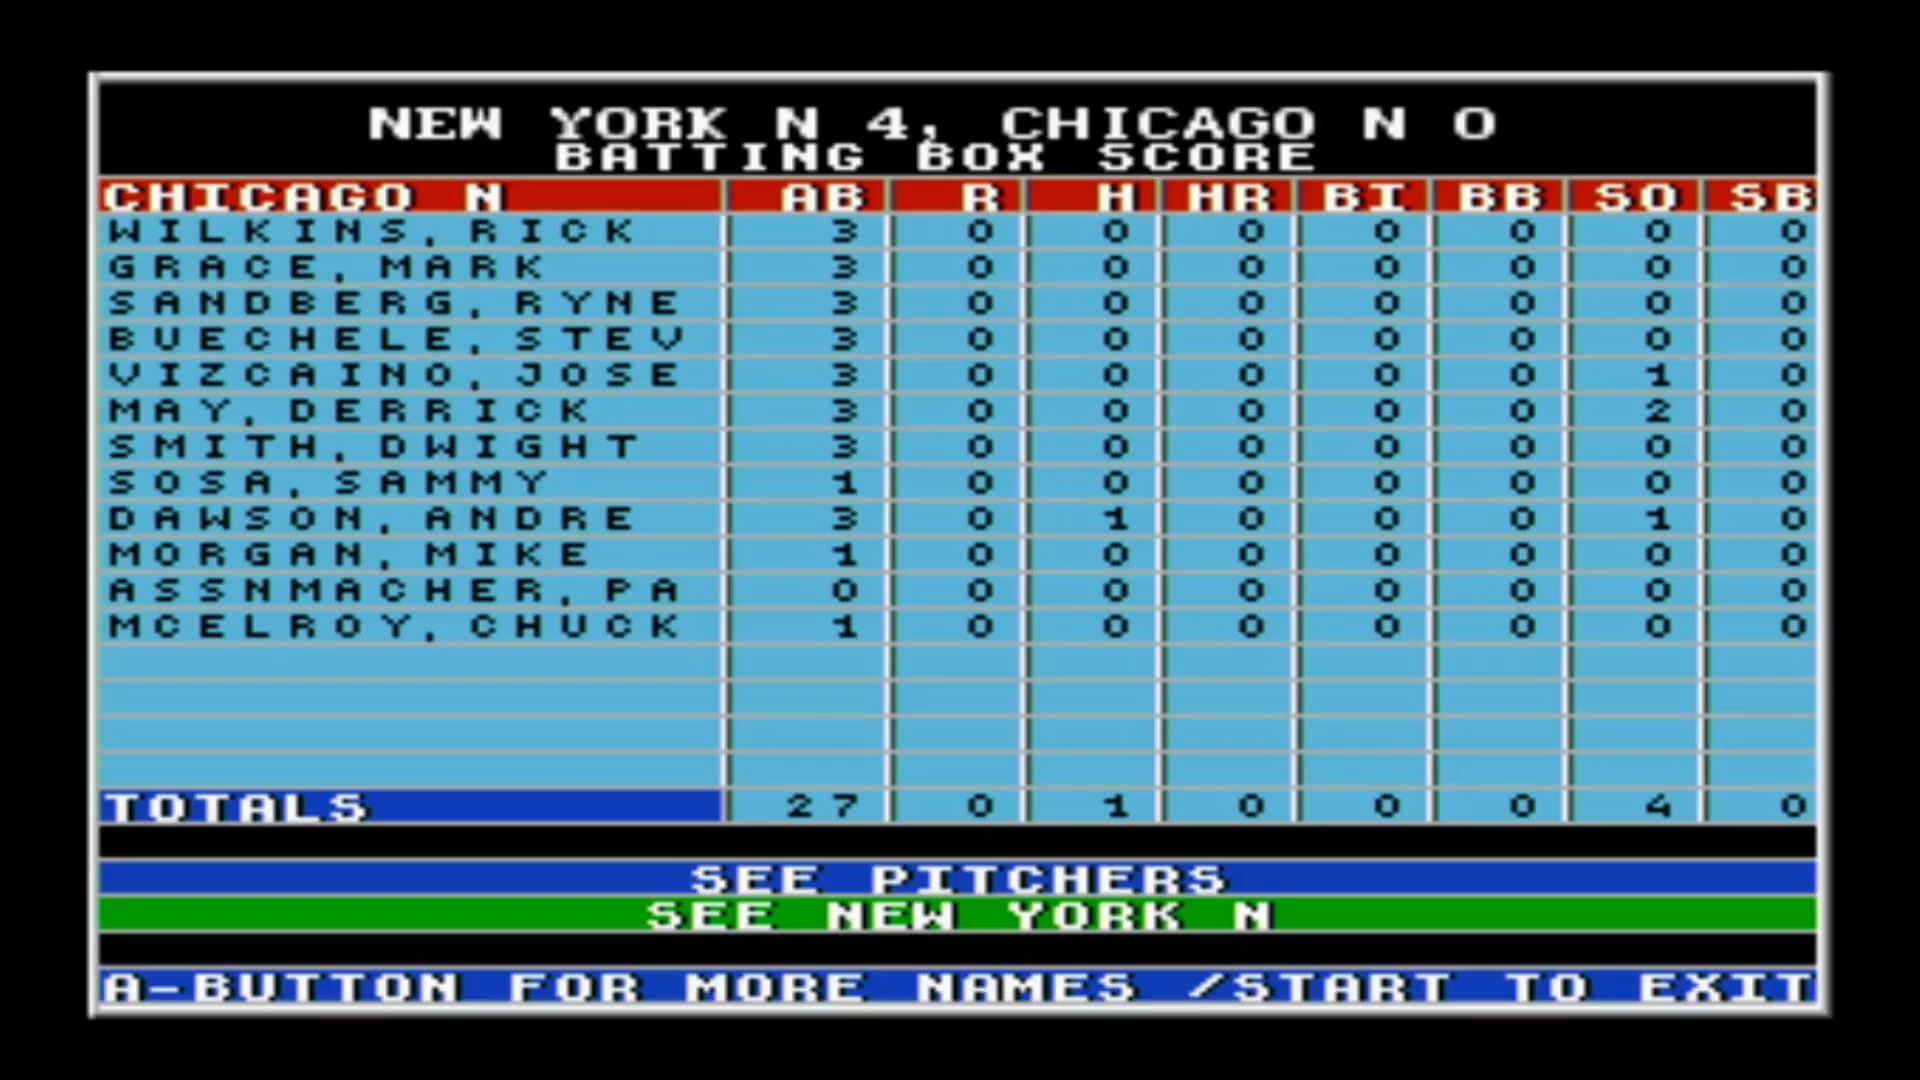 NEW YORK N 4, CHICAGO N 0
BATTING BOX SCORE
CHICAGO N AB R H HR BI BB SO SB
WILKINS, RICK 3 0 0 0 0 0 0 0
GRACE, MARK 3 0 0 0 0 0 0 0
SANDBERG, RYNE 3 0 0 0 0 0 0 0
BUECHELE, STEV 3 0 0 0 0 0 0 0
VIZCAINO, JOSE 3 0 0 0 0 0 1 0
MAY, DERRICK 3 0 0 0 0 0 2 0
SMITH, DWIGHT 3 0 0 0 0 0 0 0
SOSA, SAMMY 1 0 0 0 0 0 0 0
DAWSON, ANDRE 3 0 1 0 0 0 1 0
MORGAN, MIKE 1 0 0 0 0 0 0 0
ASSNMACHER, PA 0 0 0 0 0 0 0 0
MCELROY, CHUCK 1 0 0 0 0 0 0 0
TOTALS 27 0 1 0 0 0 4 0
SEE PITCHERS
SEE NEW YORK N
A-BUTTON FOR MORE NAMES /START TO EXIT